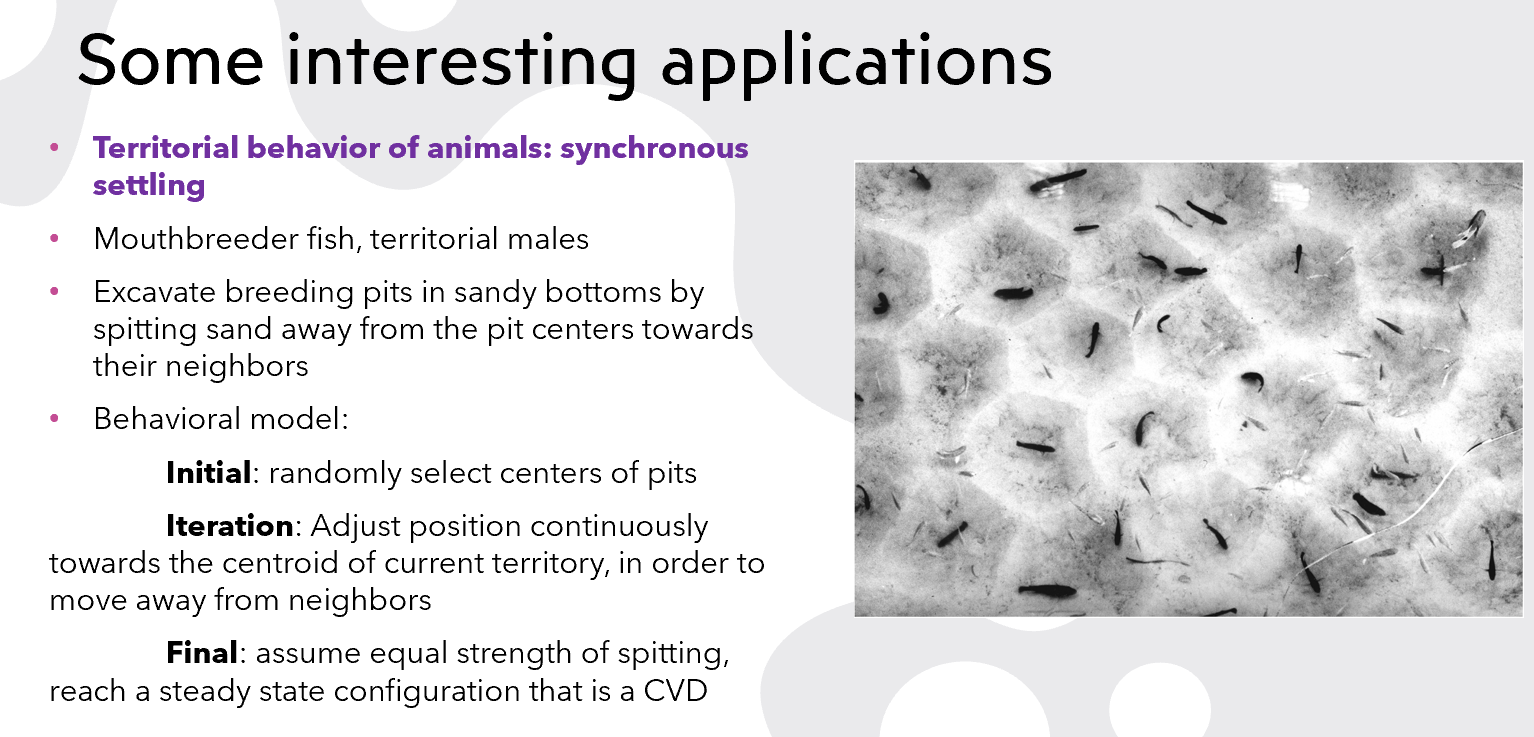 Some interesting applications
• Territorial behavior of animals: synchronous
settling
• Mouthbreeder fish, territorial males
• Excavate breeding pits in sandy bottoms by
spitting sand away from the pit centers towards
their neighbors
• Behavioral model:
Initial: randomly select centers of pits
Iteration: Adjust position continuously
towards the centroid of current territory, in order to
move away from neighbors
Final: assume equal strength of spitting,
reach a steady state configuration that is a CVD